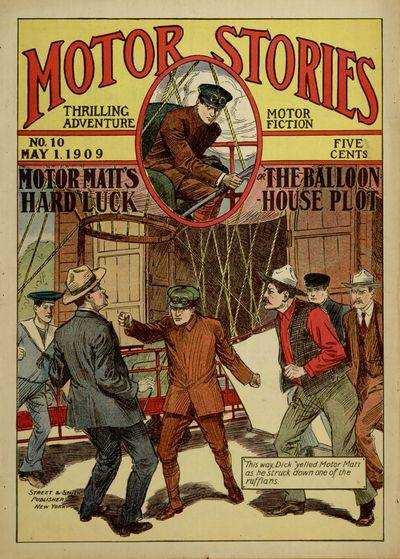 MOTOR STORIES
THRILLING
ADVENTURE
MOTOR
FICTION
NO. 10
MAY 1, 1909
FIVE
CENTS
MOTOR MATT'S
HARD LUCK
OR THE BALLOON
-HOUSE PLOT
This way, Dick "yelled Motor Matt
as he struck down one of the
ruffians.
STREET & SMITH
PUBLISHERS
NEW YORK